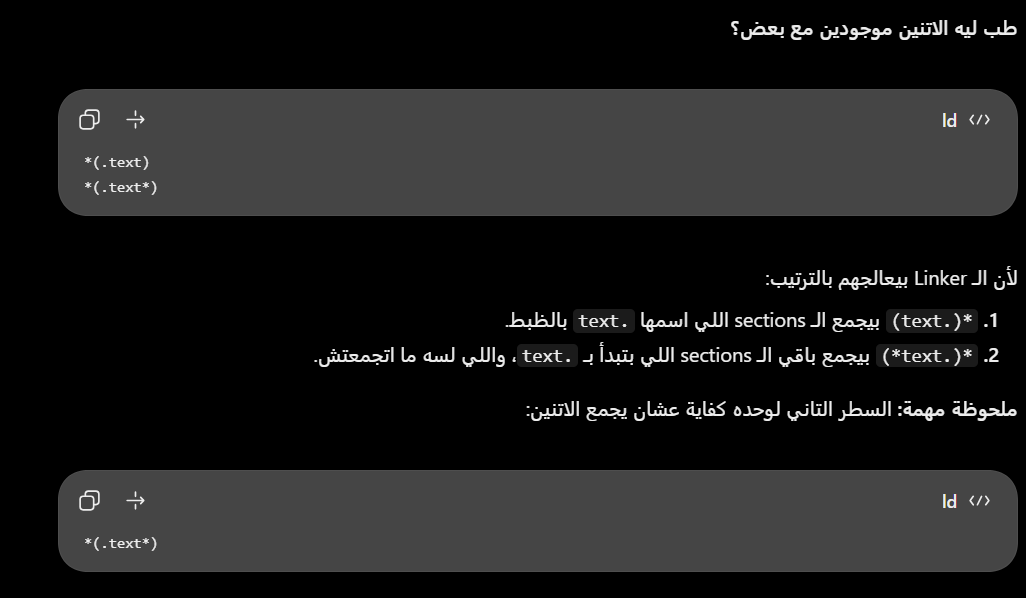 طب ليه الاتنين موجودين مع بعض؟
ld
*(.text)
*(.text*)
لأن الـ Linker بيعالجهم بالترتيب:
1. *(.text) بيجمع الـ sections اللي اسمها .text بالظبط.
2. *(.text*) بيجمع باقي الـ sections اللي بتبدأ بـ .text، واللي لسه ما اتجمعتش.
ملحوظة مهمة: السطر التاني لوحده كفاية عشان يجمع الاتنين:
ld
*(.text*)